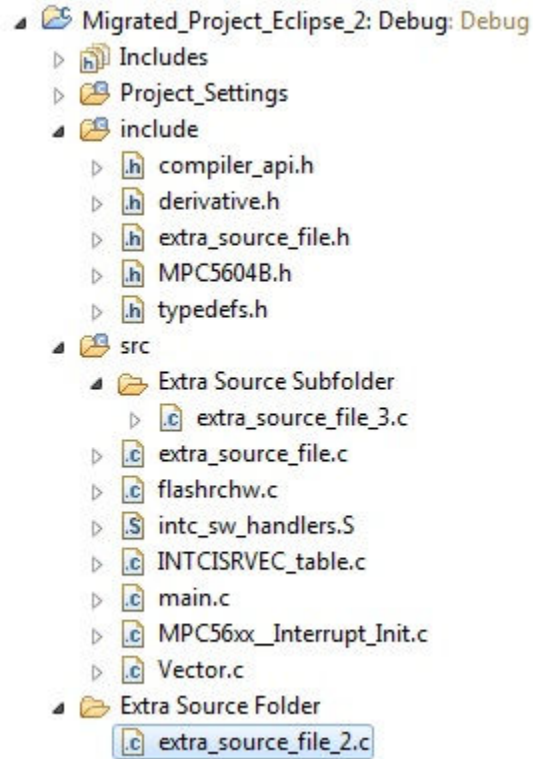 Migrated_Project_Eclipse_2: Debug: Debug
Includes
Project_Settings
include
compiler_api.h
derivative.h
extra_source_file.h
MPC5604B.h
typedefs.h
src
Extra Source Subfolder
extra_source_file_3.c
extra_source_file.c
flashrchw.c
intc_sw_handlers.S
INTCISRVEC_table.c
main.c
MPC56xx__Interrupt_Init.c
Vector.c
Extra Source Folder
extra_source_file_2.c